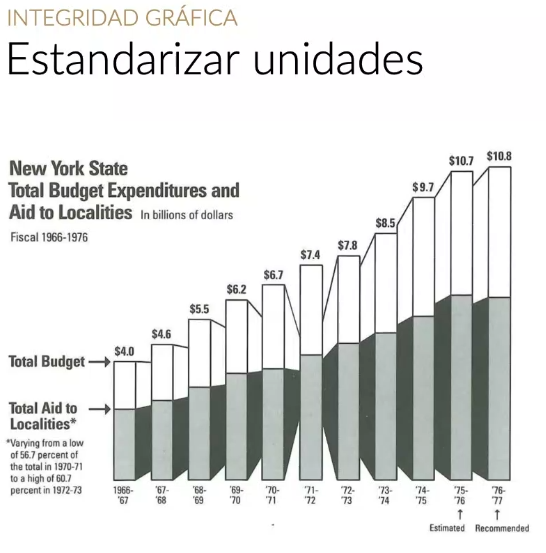 INTEGRIDAD GRÁFICA
Estandarizar unidades
New York State
Total Budget Expenditures and
Aid to Localities In billions of dollars
Fiscal 1966-1976
$4.0
$4.6
$5.5
$6.2
$6.7
$7.4
$7.8
$8.5
$9.7
$10.7
$10.8
Total Budget
Total Aid to
Localities*
*Varying from a low
of 56.7 percent of
the total in 1970-71
to a high of 60.7
percent in 1972-73
1966- '67- '68- '69- '70- '71- '72- '73- '74- '75- '76-
'67 '68 '69 '70 '71 '72 '73 '74 '75 '76 '77
Estimated Recommended